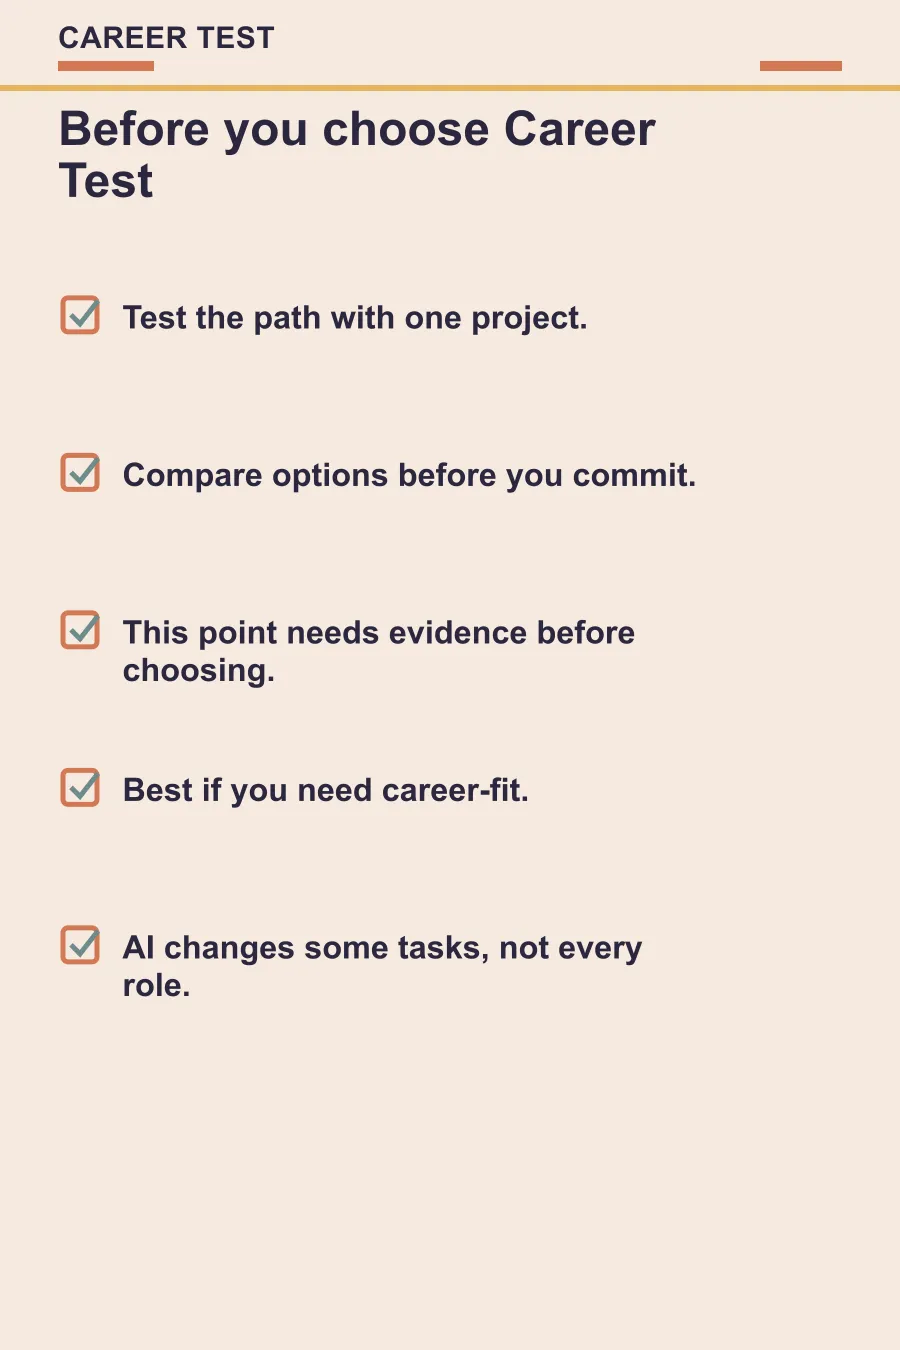 CAREER TEST
Before you choose Career
Test
Test the path with one project.
Compare options before you commit.
This point needs evidence before
choosing.
Best if you need career-fit.
AI changes some tasks, not every
role.